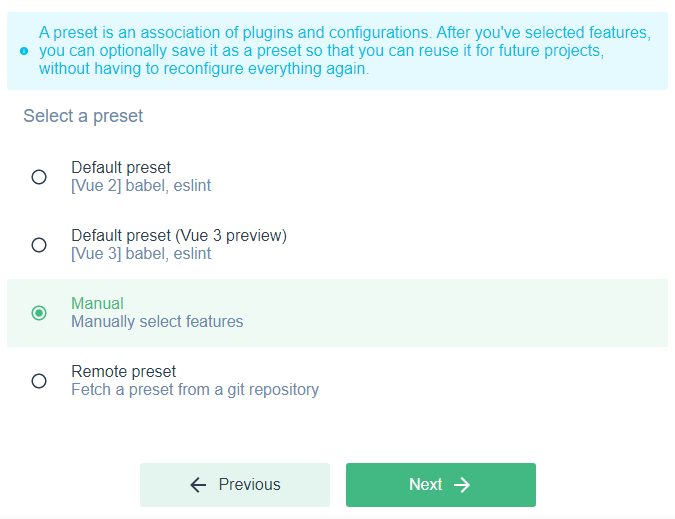 A preset is an association of plugins and configurations. After you've selected features,
you can optionally save it as a preset so that you can reuse it for future projects,
without having to reconfigure everything again.
Select a preset
Default preset
[Vue 2] babel, eslint
Default preset (Vue 3 preview)
[Vue 3] babel, eslint
Manual
Manually select features
Remote preset
Fetch a preset from a git repository
Previous
Next